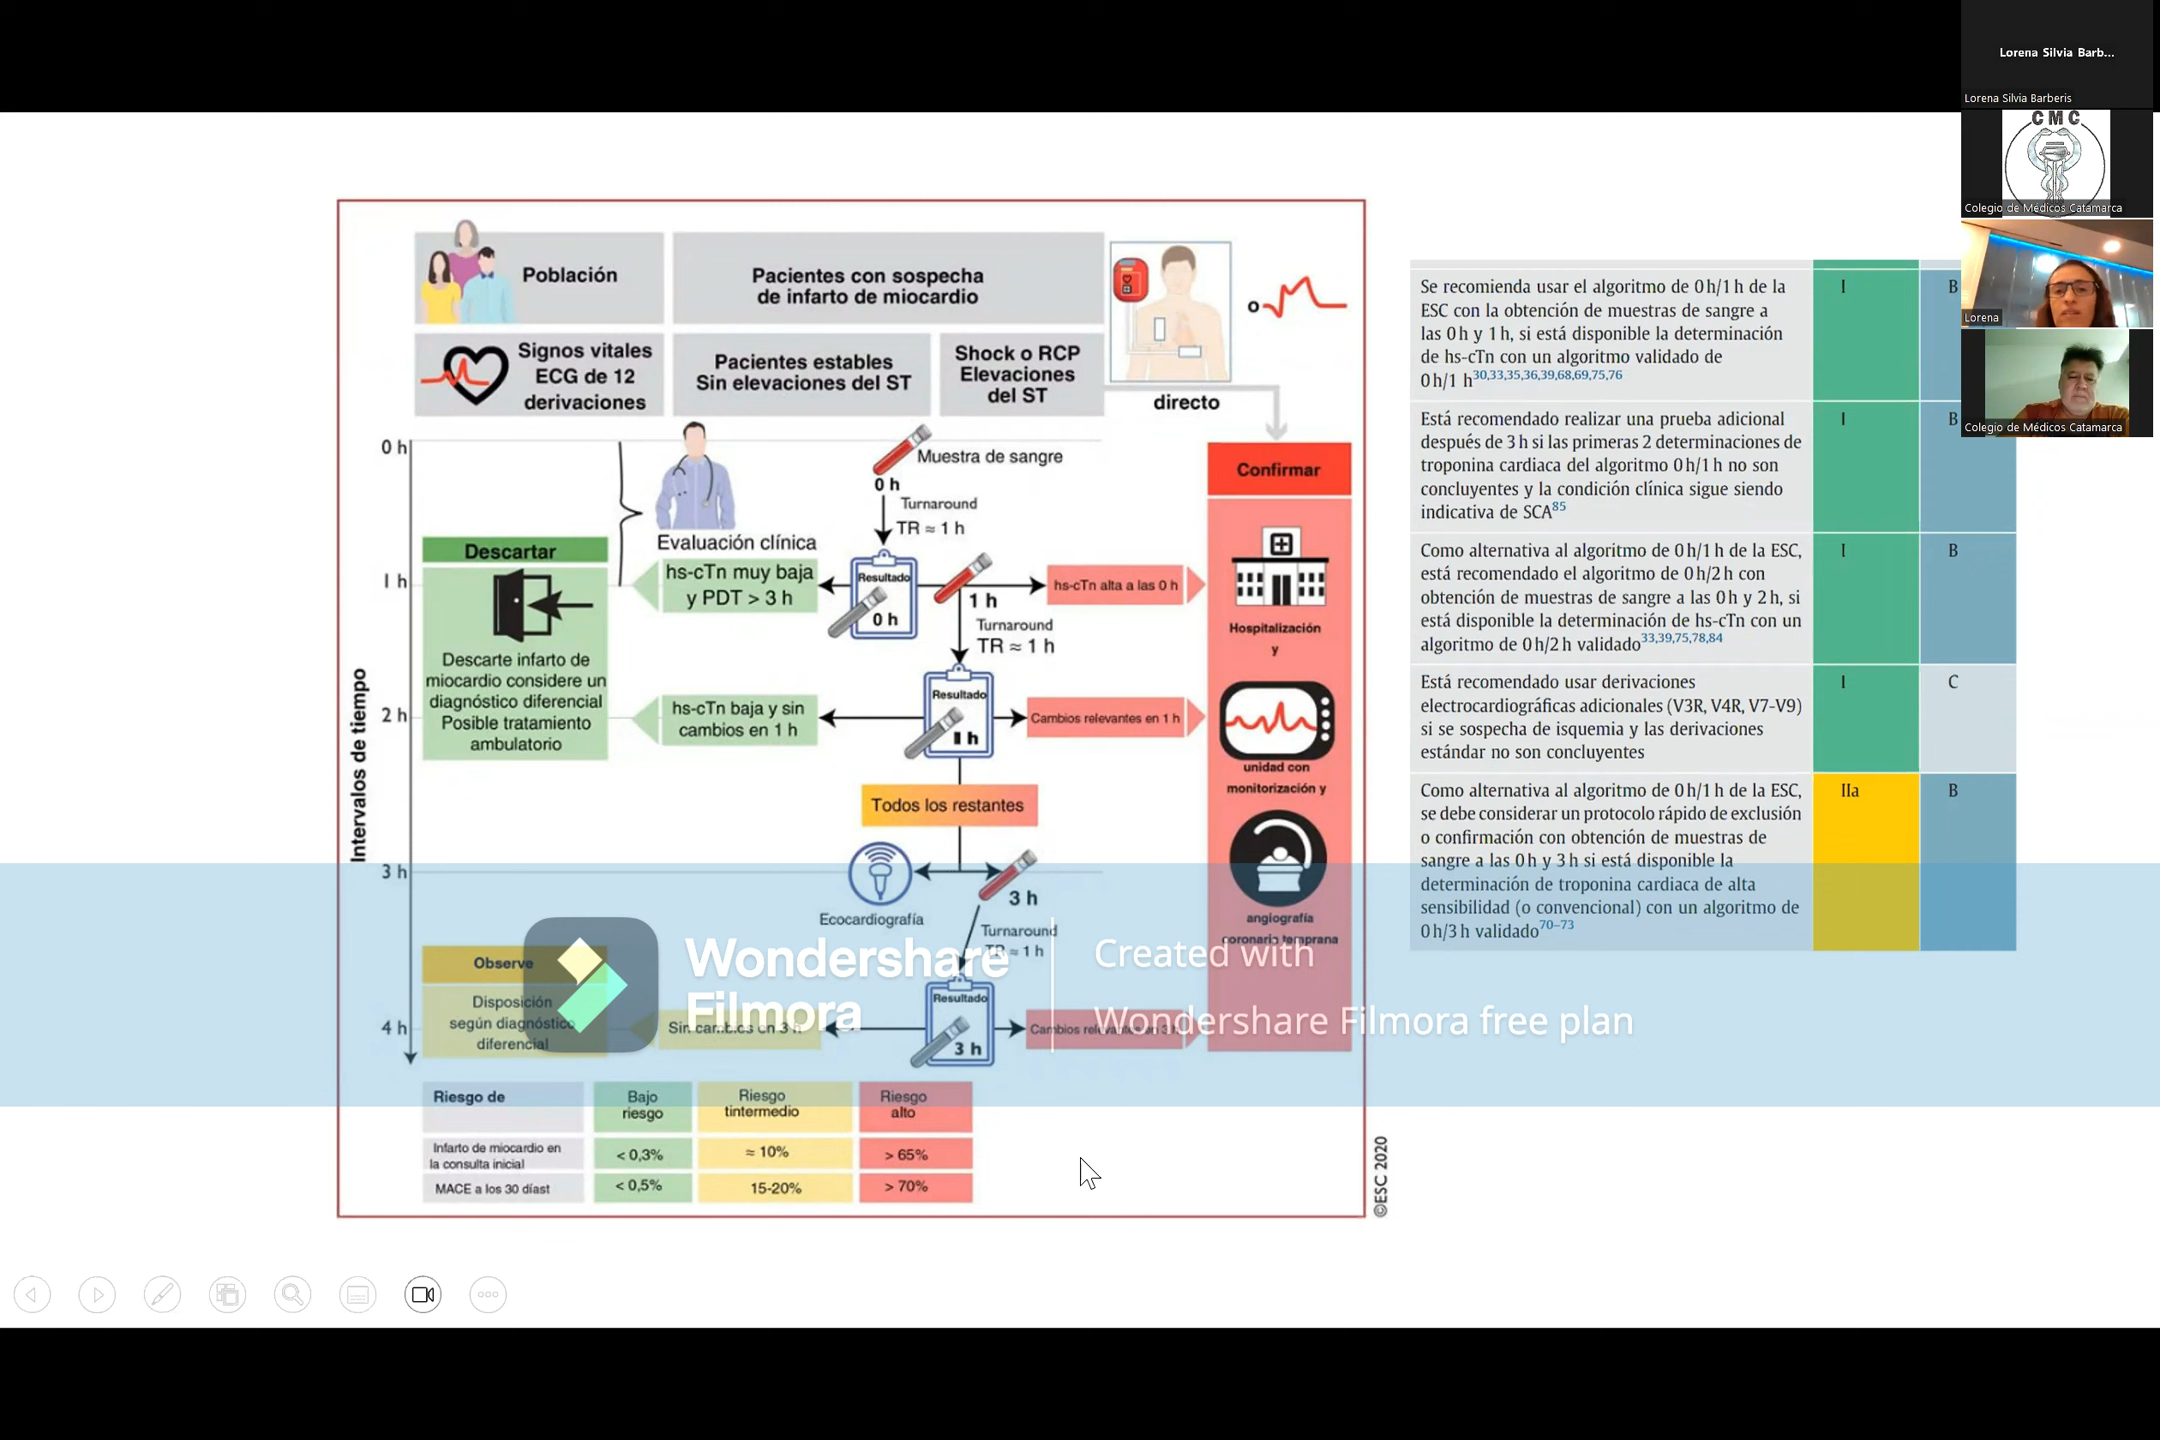 Población
Pacientes con sospecha
de infarto de miocardio
o
Signos vitales
ECG de 12
derivaciones
Pacientes estables
Sin elevaciones del ST
Shock o RCP
Elevaciones
del ST
directo
Intervalos de tiempo
0 h
Muestra de sangre
0 h
Turnaround
TR ≈ 1 h
Evaluación clínica
Confirmar
Descartar
1 h
hs-cTn muy baja
y PDT > 3 h
Resultado
0 h
1 h
hs-cTn alta a las 0 h
Turnaround
TR ≈ 1 h
Descarte infarto de
miocardio considere un
diagnóstico diferencial
Posible tratamiento
ambulatorio
Hospitalización
y
2 h
hs-cTn baja y sin
cambios en 1 h
Resultado
1 h
Cambios relevantes en 1 h
unidad con
monitorización y
Todos los restantes
3 h
Ecocardiografía
3 h
Turnaround
TR ≈ 1 h
angiografía
coronaria temprana
Observe
Disposición
según diagnóstico
diferencial
4 h
Sin cambios en 3 h
Resultado
3 h
Cambios relevantes en 3 h
Riesgo de
Bajo
riesgo
Riesgo
tintermedio
Riesgo
alto
Infarto de miocardio en
la consulta inicial
< 0,3%
≈ 10%
> 65%
MACE a los 30 díast
< 0,5%
15-20%
> 70%
©ESC 2020
Se recomienda usar el algoritmo de 0 h/1 h de la
ESC con la obtención de muestras de sangre a
las 0 h y 1 h, si está disponible la determinación
de hs-cTn con un algoritmo validado de
0 h/1 h30,33,35,36,39,68,69,75,76
I
B
Está recomendado realizar una prueba adicional
después de 3 h si las primeras 2 determinaciones de
troponina cardiaca del algoritmo 0 h/1 h no son
concluyentes y la condición clínica sigue siendo
indicativa de SCA85
I
B
Como alternativa al algoritmo de 0 h/1 h de la ESC,
está recomendado el algoritmo de 0 h/2 h con
obtención de muestras de sangre a las 0 h y 2 h, si
está disponible la determinación de hs-cTn con un
algoritmo de 0 h/2 h validado33,39,75,78,84
I
B
Está recomendado usar derivaciones
electrocardiográficas adicionales (V3R, V4R, V7-V9)
si se sospecha de isquemia y las derivaciones
estándar no son concluyentes
I
C
Como alternativa al algoritmo de 0 h/1 h de la ESC,
se debe considerar un protocolo rápido de exclusión
o confirmación con obtención de muestras de
sangre a las 0 h y 3 h si está disponible la
determinación de troponina cardiaca de alta
sensibilidad (o convencional) con un algoritmo de
0 h/3 h validado70-73
IIa
B
Wondershare
Filmora
Created with
Wondershare Filmora free plan
Lorena Silvia Barb...
Lorena Silvia Barberis
CMC
Colegio de Médicos Catamarca
Lorena
Colegio de Médicos Catamarca